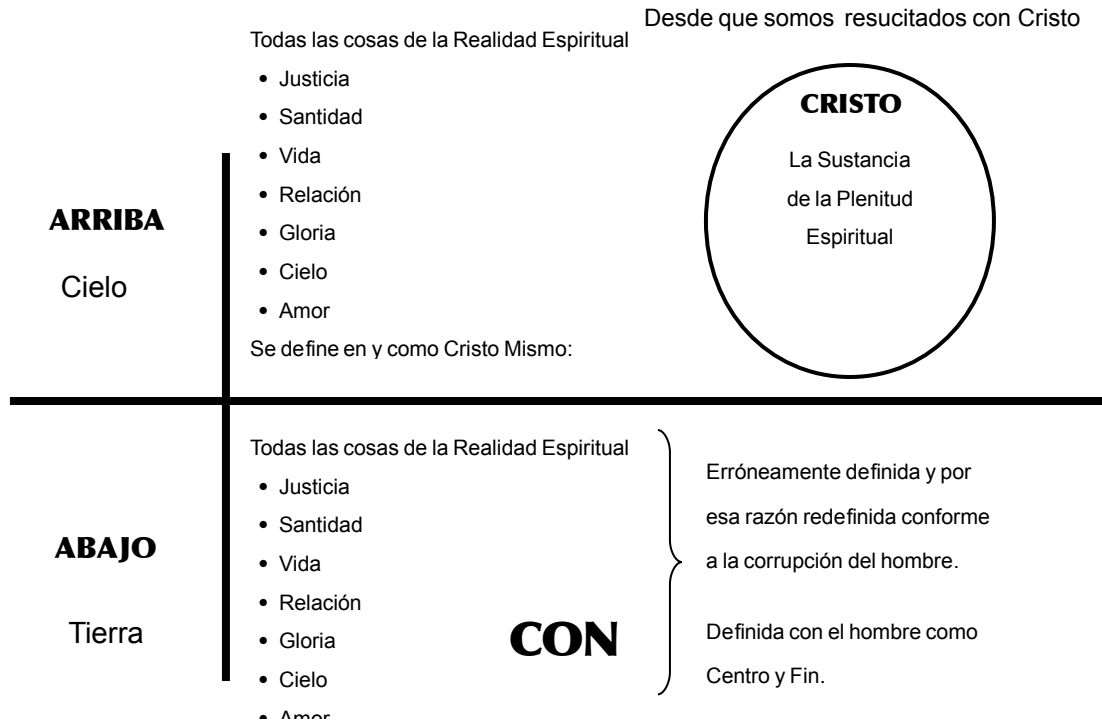 Desde que somos resucitados con Cristo
Todas las cosas de la Realidad Espiritual
• Justicia
• Santidad
• Vida
• Relación
• Gloria
• Cielo
• Amor
Se define en y como Cristo Mismo:
ARRIBA
Cielo
CRISTO
La Sustancia
de la Plenitud
Espiritual
Todas las cosas de la Realidad Espiritual
• Justicia
• Santidad
• Vida
• Relación
• Gloria
• Cielo
• Amor
ABAJO
Tierra
CON
Erróneamente definida y por
esa razón redefinida conforme
a la corrupción del hombre.
Definida con el hombre como
Centro y Fin.